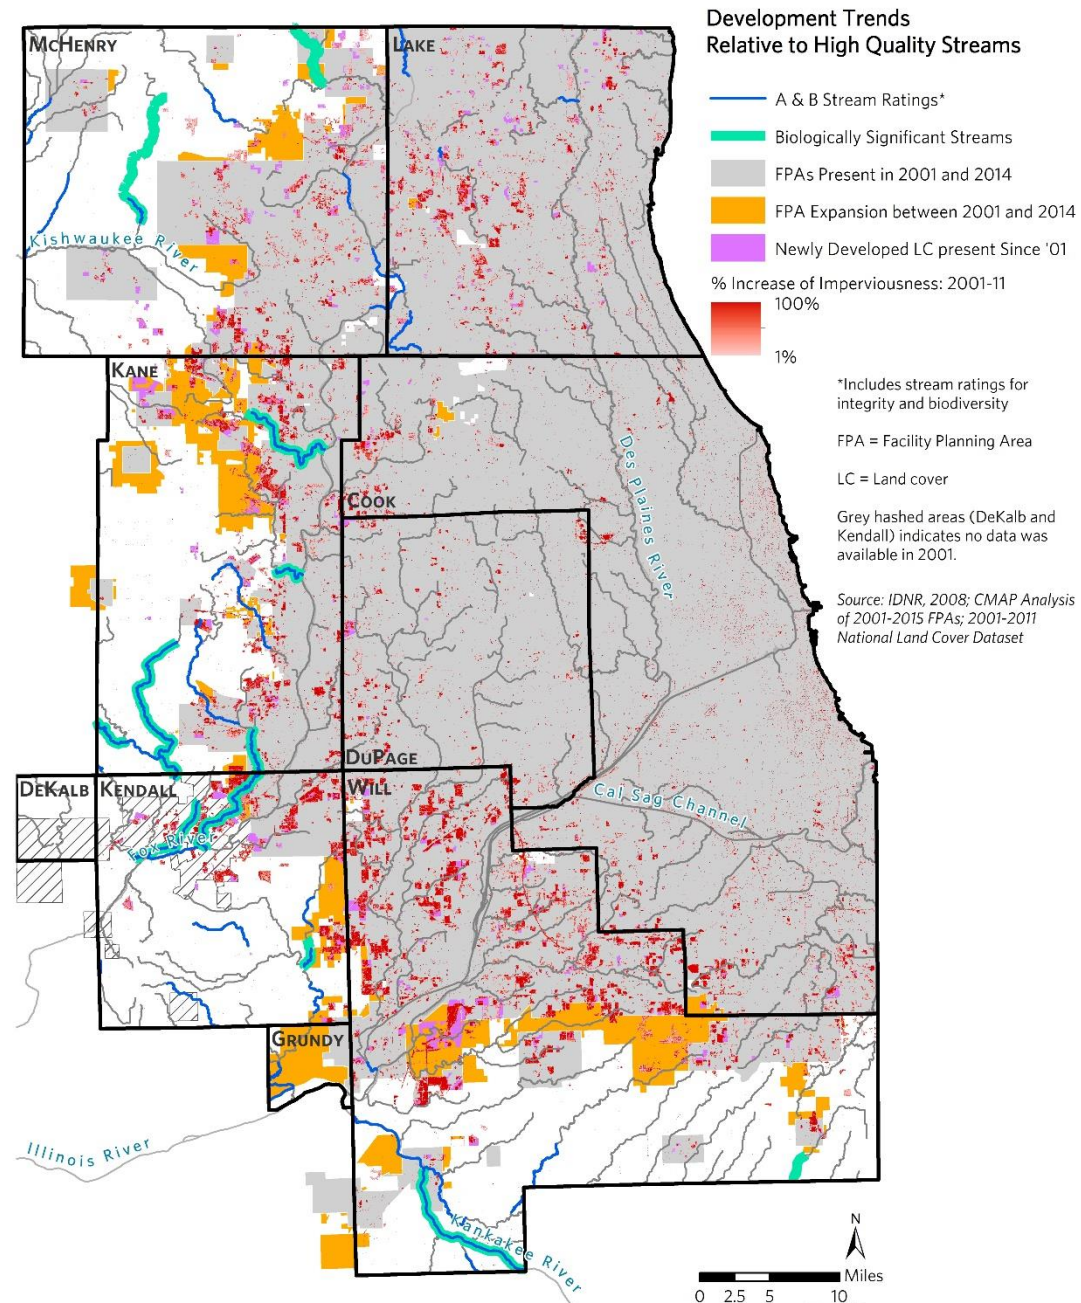 Development Trends
Relative to High Quality Streams
A & B Stream Ratings*
Biologically Significant Streams
FPAs Present in 2001 and 2014
FPA Expansion between 2001 and 2014
Newly Developed LC present Since '01
% Increase of Imperviousness: 2001-11
100%
1%
*Includes stream ratings for
integrity and biodiversity
FPA = Facility Planning Area
LC = Land cover
Grey hashed areas (DeKalb and
Kendall) indicates no data was
available in 2001.
Source: IDNR, 2008; CMAP Analysis
of 2001-2015 FPAs; 2001-2011
National Land Cover Dataset
McHenry
Lake
Kishwaukee River
Kane
Des Plaines River
Cook
DuPage
DeKalb
Kendall
Will
Cal Sag Channel
Fox River
Grundy
Illinois River
Kankakee River
N
Miles
0 2.5 5 10